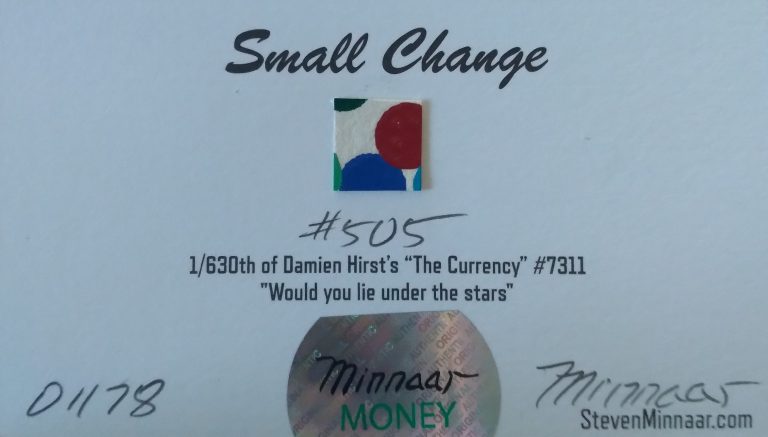 Small Change
#505
1/630th of Damien Hirst's “The Currency” #7311
"Would you lie under the stars"
Minnaar
MONEY
01178
Minnaar
StevenMinnaar.com